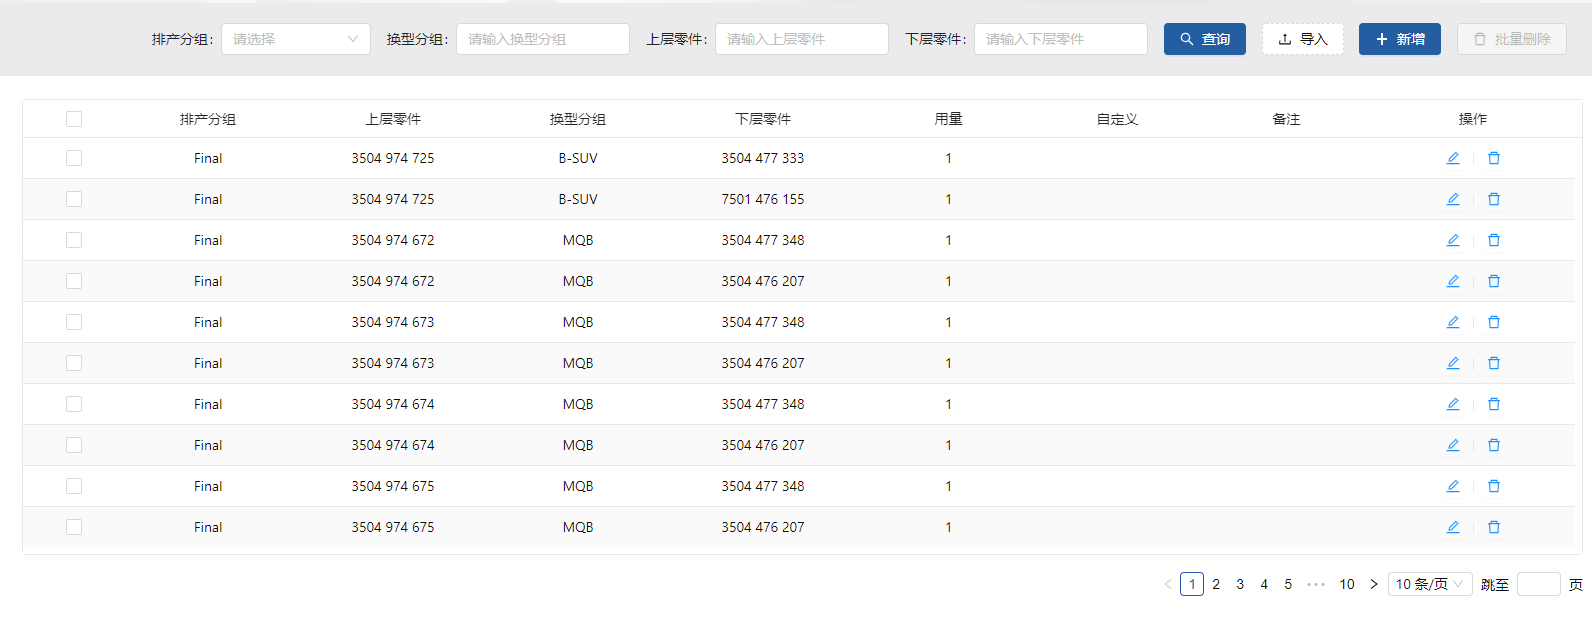 排产分组: 请选择 换型分组: 请输入换型分组 上层零件: 请输入上层零件 下层零件: 请输入下层零件 查询 导入 新增 批量删除
排产分组 上层零件 换型分组 下层零件 用量 自定义 备注 操作
Final 3504 974 725 B-SUV 3504 477 333 1
Final 3504 974 725 B-SUV 7501 476 155 1
Final 3504 974 672 MQB 3504 477 348 1
Final 3504 974 672 MQB 3504 476 207 1
Final 3504 974 673 MQB 3504 477 348 1
Final 3504 974 673 MQB 3504 476 207 1
Final 3504 974 674 MQB 3504 477 348 1
Final 3504 974 674 MQB 3504 476 207 1
Final 3504 974 675 MQB 3504 477 348 1
Final 3504 974 675 MQB 3504 476 207 1
< 1 2 3 4 5 ••• 10 > 10 条/页 跳至 页